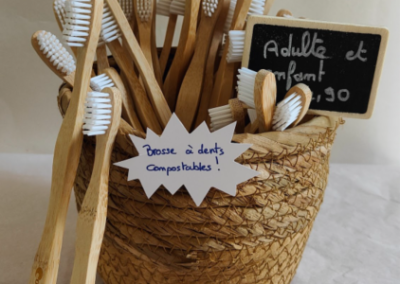 Adulte et
enfant
,90
Brosse à dents
Compostables !